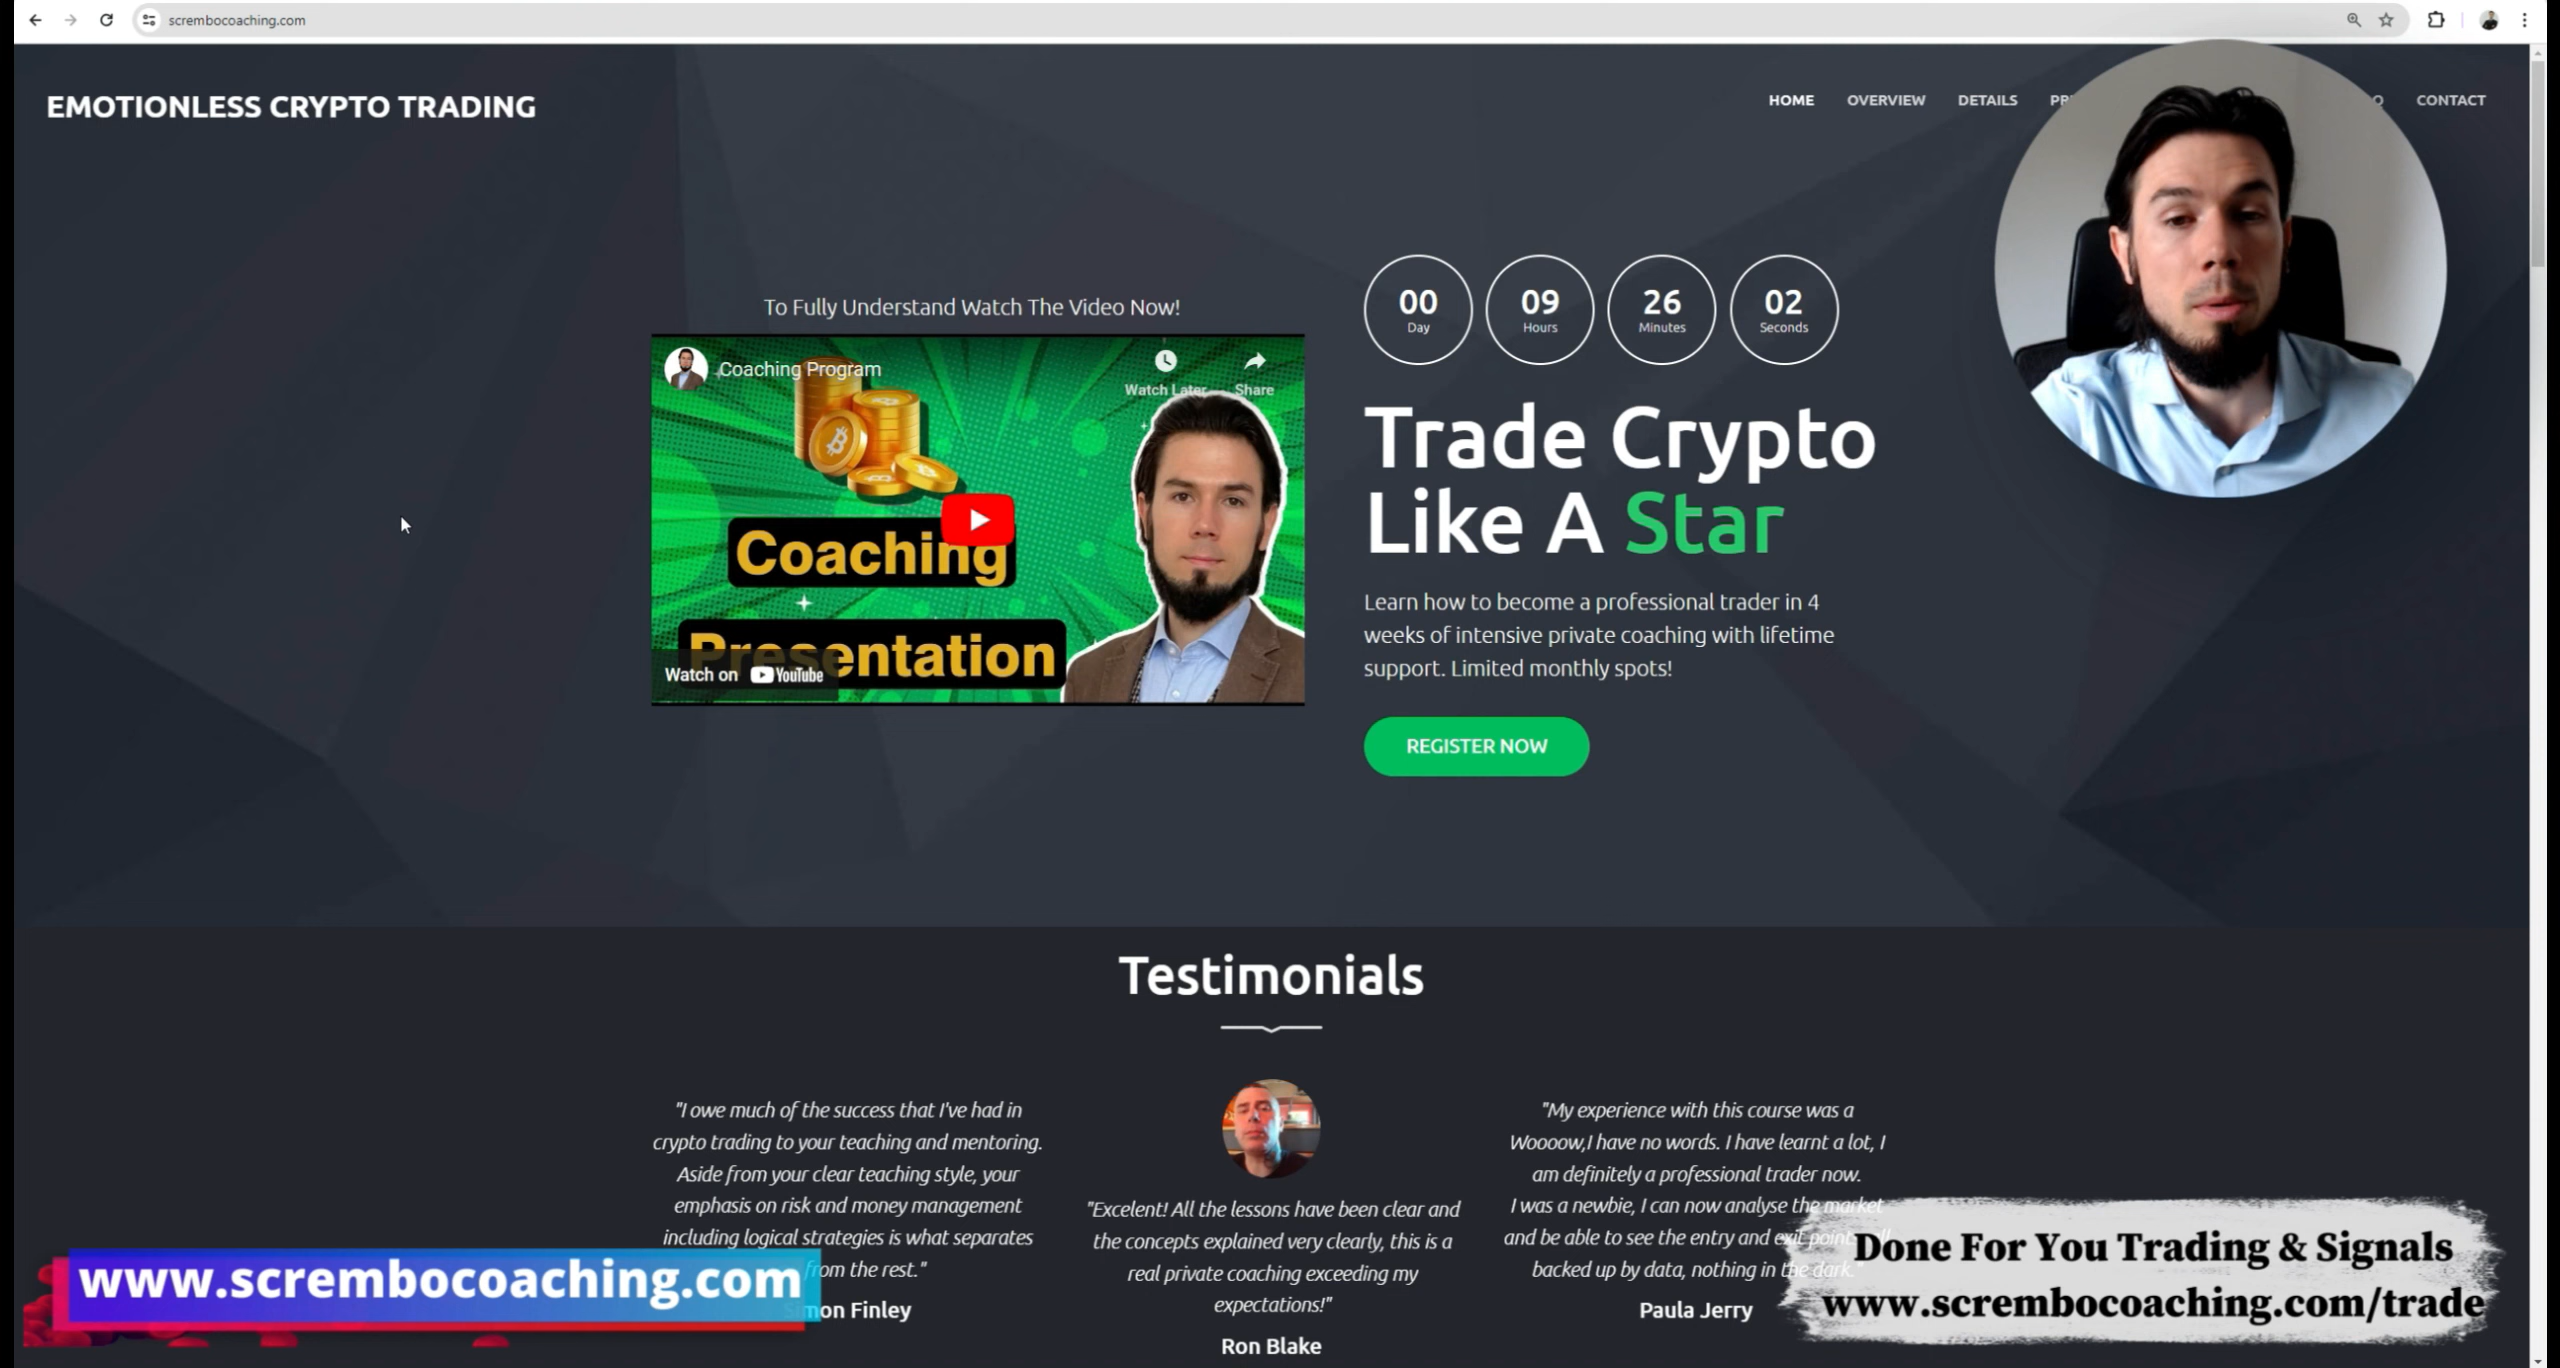 scrembocoaching.com
EMOTIONLESS CRYPTO TRADING
HOME OVERVIEW DETAILS CONTACT
To Fully Understand Watch The Video Now!
Coaching Program
Watch Later Share
Coaching
Presentation
Watch on YouTube
00 09 26 02
Day Hours Minutes Seconds
Trade Crypto
Like A Star
Learn how to become a professional trader in 4
weeks of intensive private coaching with lifetime
support. Limited monthly spots!
REGISTER NOW
Testimonials
"I owe much of the success that I've had in
crypto trading to your teaching and mentoring.
Aside from your clear teaching style, your
emphasis on risk and money management
including logical strategies is what separates
from the rest."
Simon Finley
"Excelent! All the lessons have been clear and
the concepts explained very clearly, this is a
real private coaching exceeding my
expectations!"
Ron Blake
"My experience with this course was a
Woooow,I have no words. I have learnt a lot, I
am definitely a professional trader now.
I was a newbie, I can now analyse the market
and be able to see the entry and exit points
backed up by data, nothing in the dark."
Paula Jerry
www.scrembocoaching.com
Done For You Trading & Signals
www.scrembocoaching.com/trade